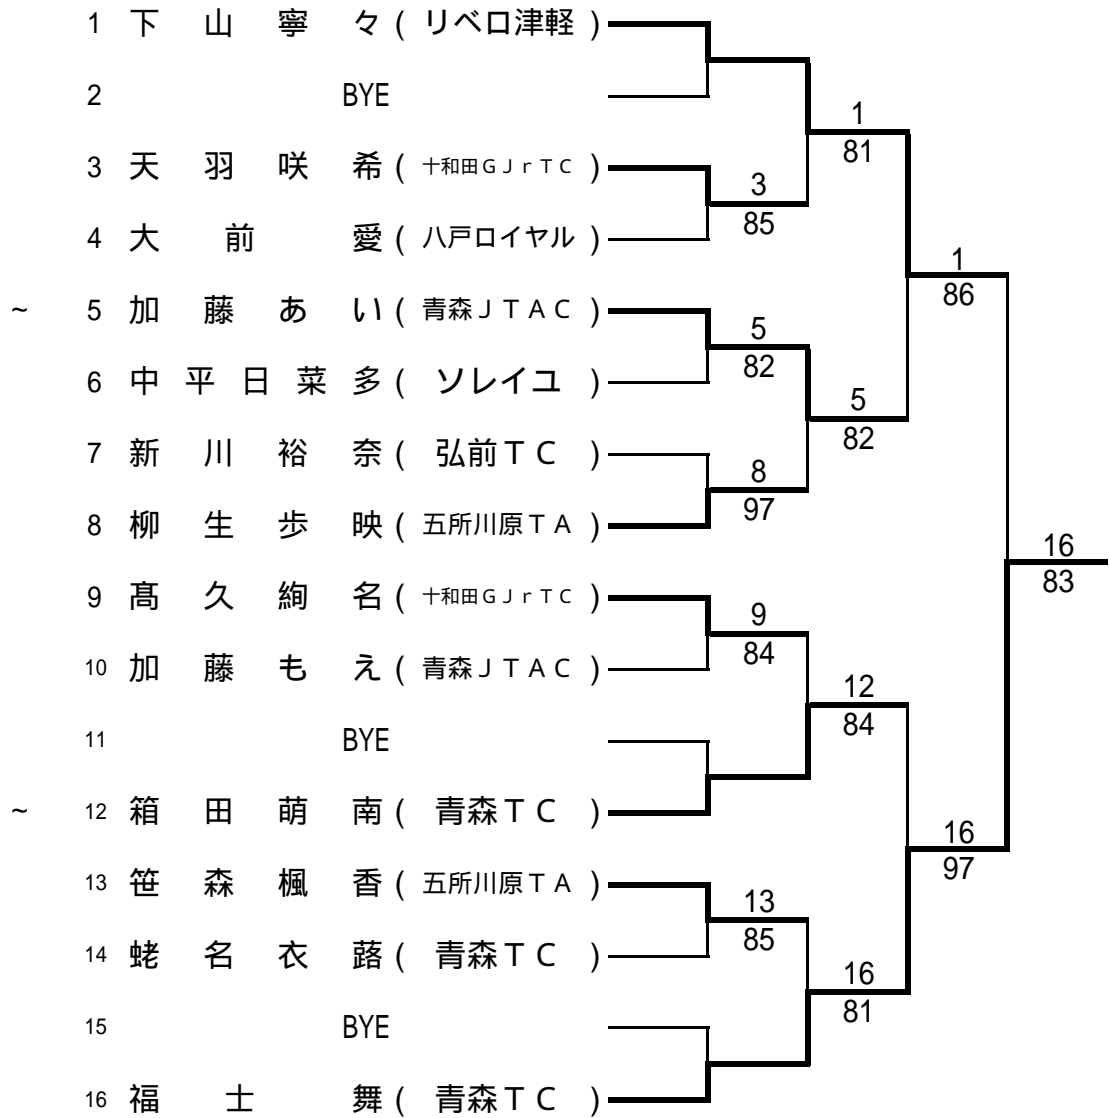 1 下山寧々 ( リベロ津軽 )
2 BYE
1
81
3 天羽咲希 ( 十和田GJrTC )
3
85
4 大前愛 ( 八戸ロイヤル )
1
86
~ 5 加藤あい ( 青森JTAC )
5
82
6 中平日菜多 ( ソレイユ )
5
82
7 新川裕奈 ( 弘前TC )
8
97
8 柳生歩映 ( 五所川原TA )
16
83
9 髙久絢名 ( 十和田GJrTC )
9
84
10 加藤もえ ( 青森JTAC )
12
84
11 BYE
~ 12 箱田萌南 ( 青森TC )
16
97
13 笹森楓香 ( 五所川原TA )
13
85
14 蛯名衣蕗 ( 青森TC )
16
81
15 BYE
16 福士舞 ( 青森TC )